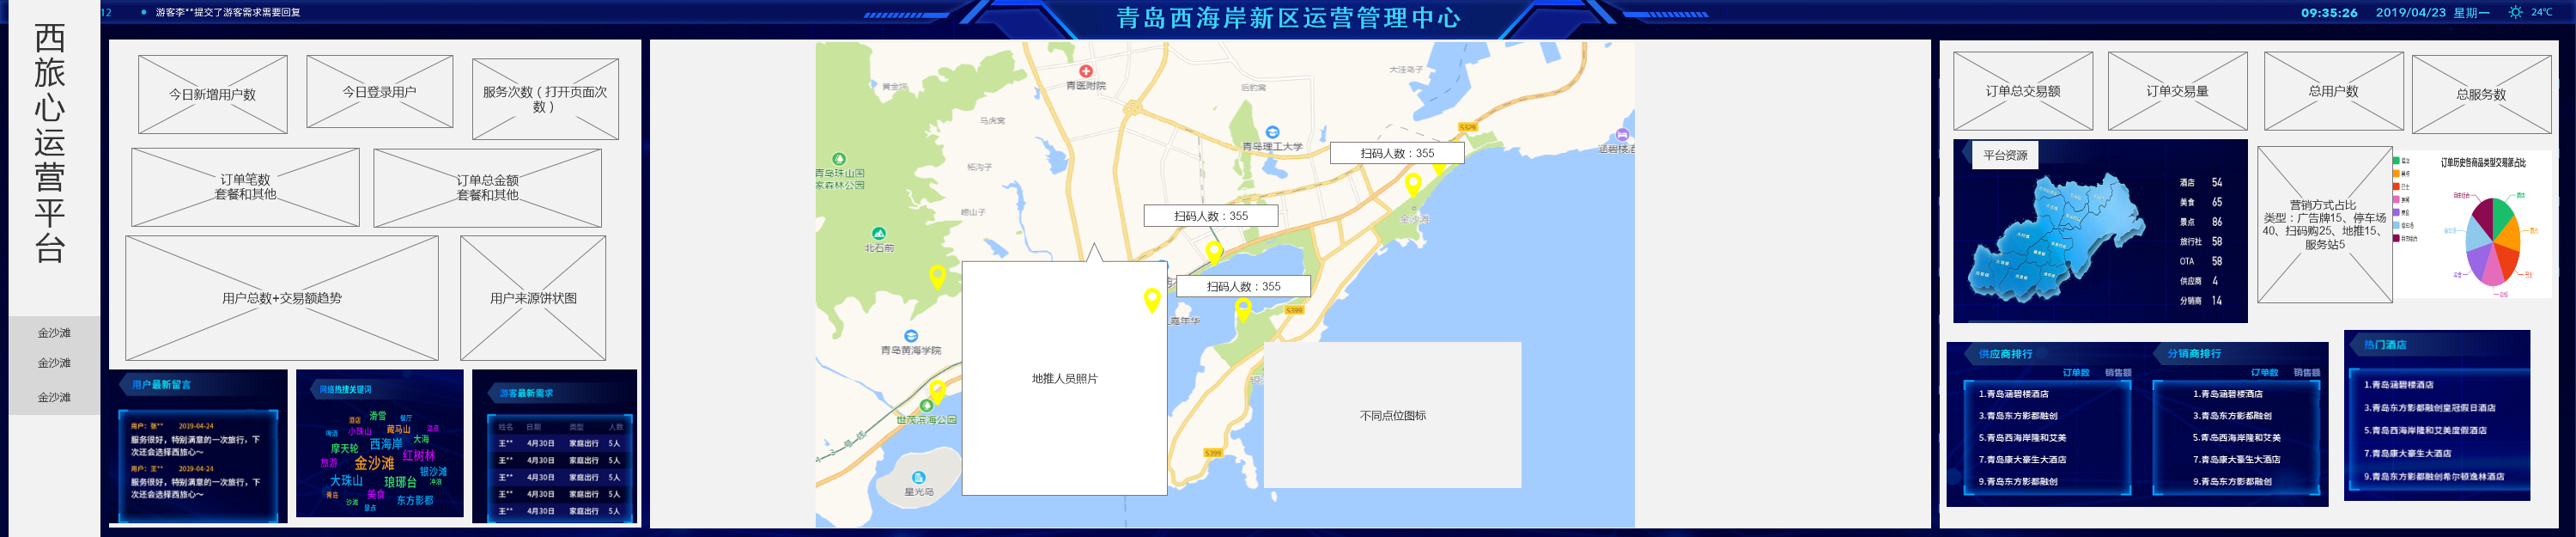 12
游客李**提交了游客需求需要回复
青岛西海岸新区运营管理中心
09:35:26
2019/04/23 星期一
24℃
西旅心运营平台
金沙滩
金沙滩
金沙滩
今日新增用户数
今日登录用户
服务次数（打开页面次
数）
订单笔数
套餐和其他
订单总金额
套餐和其他
用户总数+交易额趋势
用户来源饼状图
用户最新留言
用户：张** 2019-04-24
服务很好，特别满意的一次旅行，下
次还会选择西旅心～
用户：王** 2019-04-24
服务很好，特别满意的一次旅行，下
次还会选择西旅心～
网络热搜关键词
滑雪
酒店
餐厅
啤酒
小珠山
藏马山
大海
摩天轮
西海岸
旅游
金沙滩
红树林
银沙滩
大珠山
琅琊台
青岛
美食
沙滩
东方影都
景点
游客最新需求
姓名 日期 类型 人数
王** 4月30日 家庭出行 5人
王** 4月30日 家庭出行 5人
王** 4月30日 家庭出行 5人
王** 4月30日 家庭出行 5人
王** 4月30日 家庭出行 5人
青医附院
大洼岛子
后豹窝
马虎窝
S329
青岛理工大学
涵碧楼酒
扫码人数：355
青岛珠山国
家森林公园
柘沟子
崂山子
金沙滩
扫码人数：355
北石前
扫码人数：355
S399
嘉年华
青岛黄海学院
地推人员照片
不同点位图标
世茂滨海公园
S399
星光岛
订单总交易额
订单交易量
总用户数
总服务数
平台资源
酒店 54
美食 65
景点 86
旅行社 58
OTA 58
供应商 4
分销商 14
营销方式占比
类型：广告牌15、停车场
40、扫码购25、地推15、
服务站5
订单历史各商品类型交易额占比
供应商排行
订单数 销售额
1.青岛涵碧楼酒店
3.青岛东方影都融创
5.青岛西海岸隆和艾美
7.青岛康大豪生大酒店
9.青岛东方影都融创
分销商排行
订单数 销售额
1.青岛涵碧楼酒店
3.青岛东方影都融创
5.青岛西海岸隆和艾美
7.青岛康大豪生大酒店
9.青岛东方影都融创
热门酒店
1.青岛涵碧楼酒店
3.青岛东方影都融创皇冠假日酒店
5.青岛西海岸隆和艾美度假酒店
7.青岛康大豪生大酒店
9.青岛东方影都融创希尔顿逸林酒店